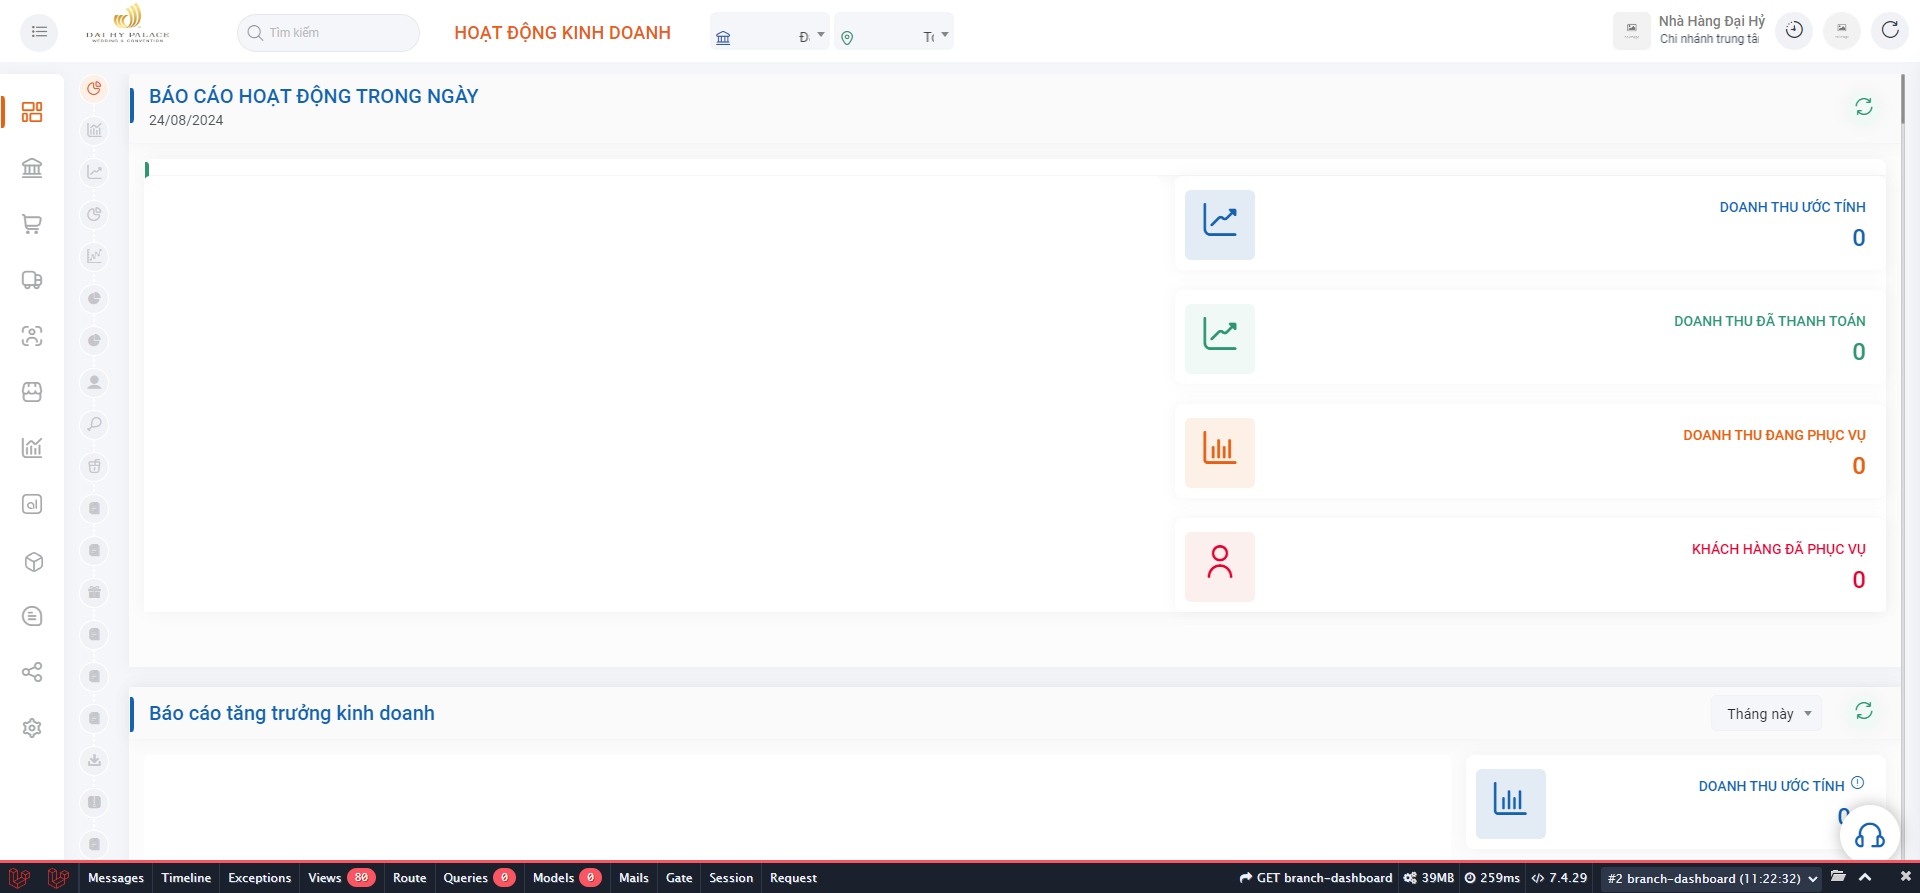 DAI HY PALACE
WEDDING & CONVENTION
Tìm kiếm
HOẠT ĐỘNG KINH DOANH
Nhà Hàng Đại Hỷ
Chi nhánh trung tâ
BÁO CÁO HOẠT ĐỘNG TRONG NGÀY
24/08/2024
DOANH THU ƯỚC TÍNH
0
DOANH THU ĐÃ THANH TOÁN
0
DOANH THU ĐANG PHỤC VỤ
0
KHÁCH HÀNG ĐÃ PHỤC VỤ
0
Báo cáo tăng trưởng kinh doanh
Tháng này
DOANH THU ƯỚC TÍNH
0
Messages Timeline Exceptions Views 80 Route Queries 0 Models 0 Mails Gate Session Request GET branch-dashboard 39MB 259ms 7.4.29 #2 branch-dashboard (11:22:32)